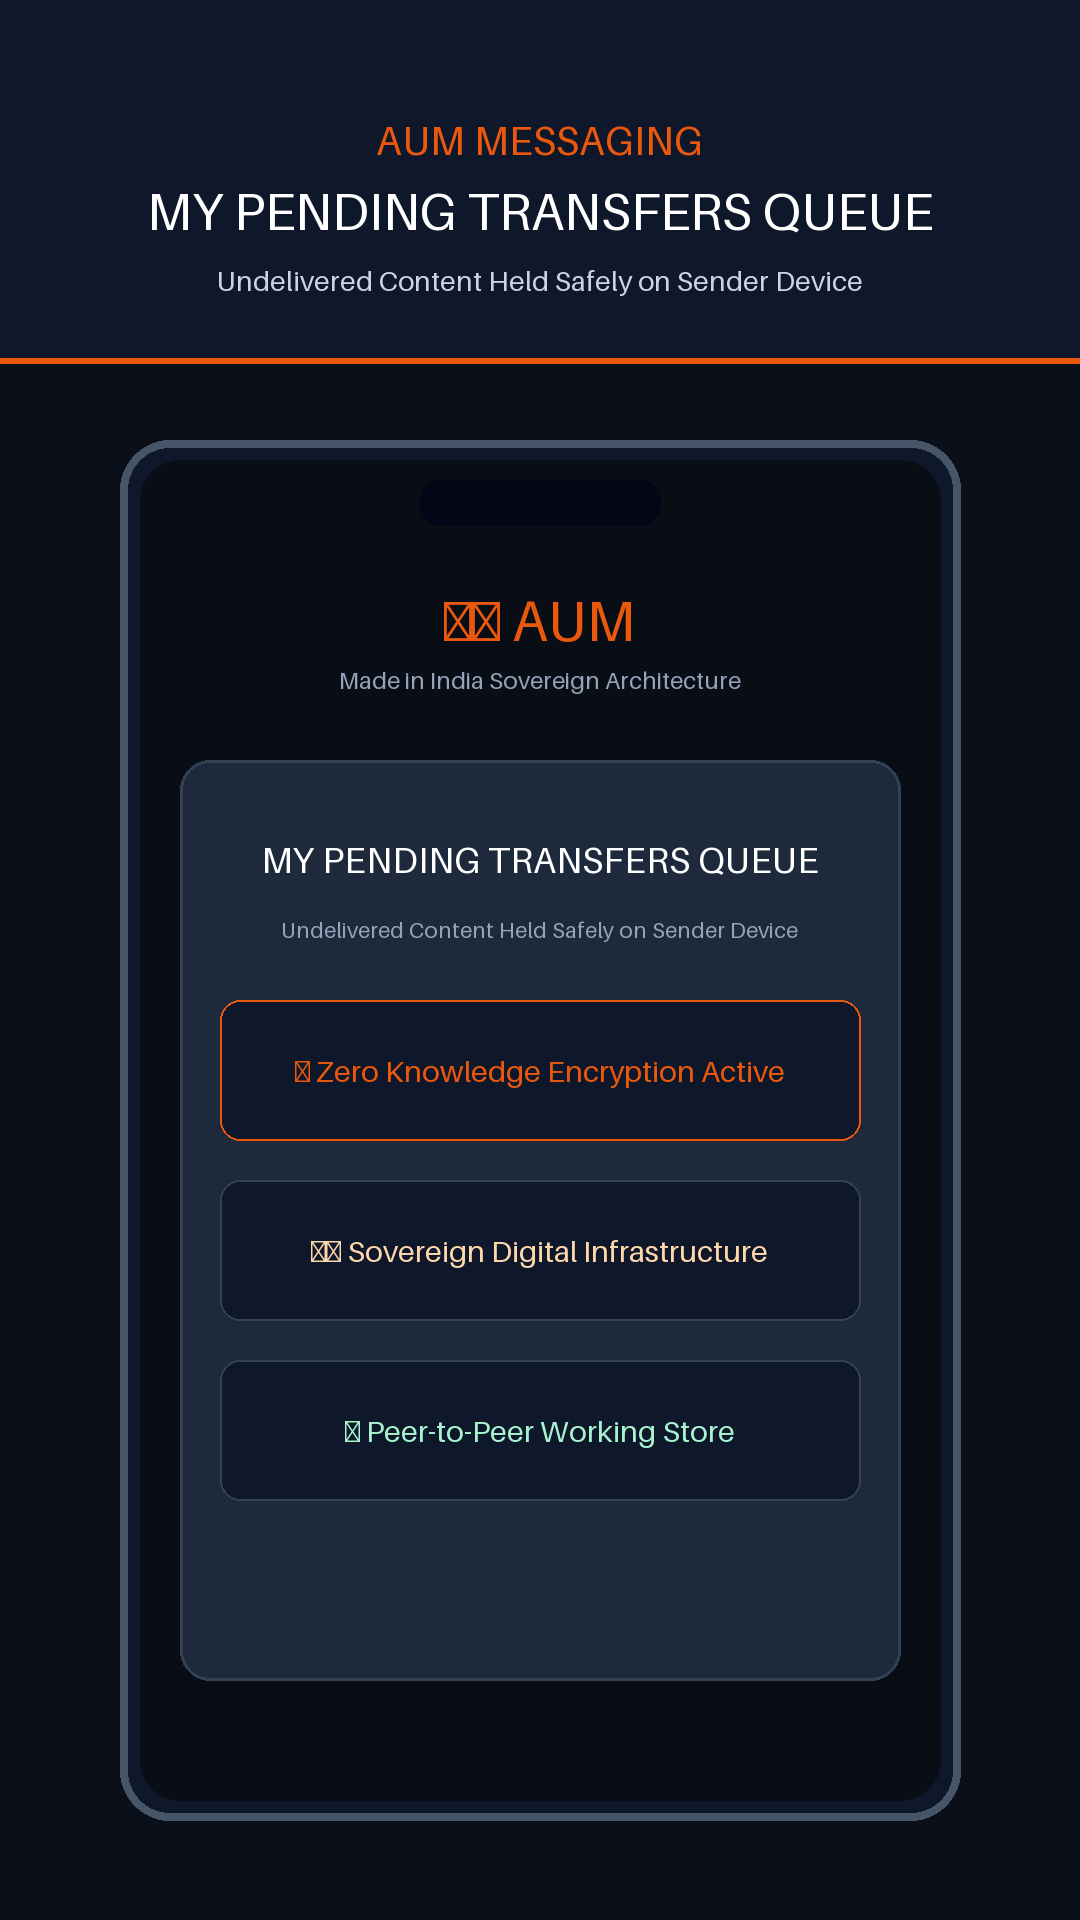 AUM MESSAGING
MY PENDING TRANSFERS QUEUE
Undelivered Content Held Safely on Sender Device
AUM
Made in India Sovereign Architecture
MY PENDING TRANSFERS QUEUE
Undelivered Content Held Safely on Sender Device
Zero Knowledge Encryption Active
Sovereign Digital Infrastructure
Peer-to-Peer Working Store